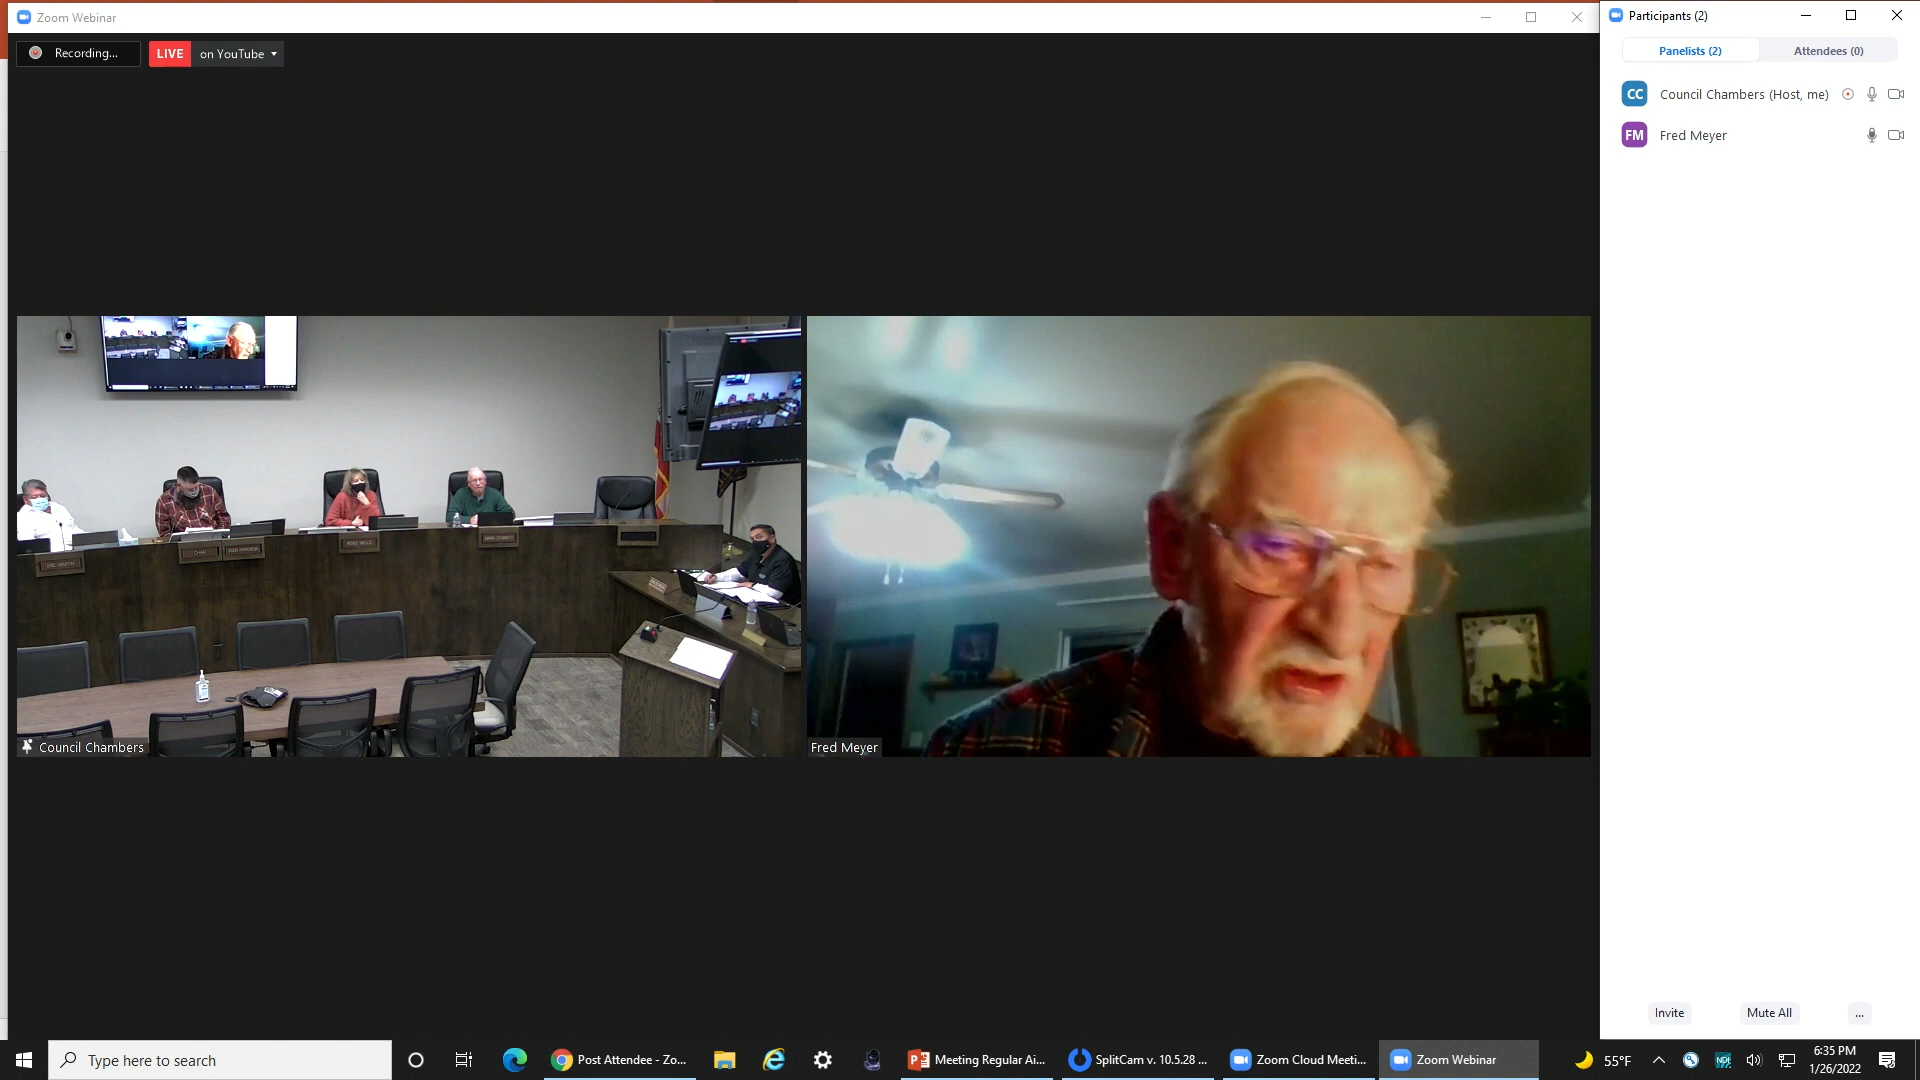 Zoom Webinar
Recording...
LIVE on YouTube
Participants (2)
Panelists (2)
Attendees (0)
CC Council Chambers (Host, me)
FM Fred Meyer
CHAIR
Council Chambers
Fred Meyer
Invite
Mute All
...
Type here to search
Post Attendee - Zo...
Meeting Regular Ai...
SplitCam v. 10.5.28 ...
Zoom Cloud Meeti...
Zoom Webinar
55°F
6:35 PM
1/26/2022